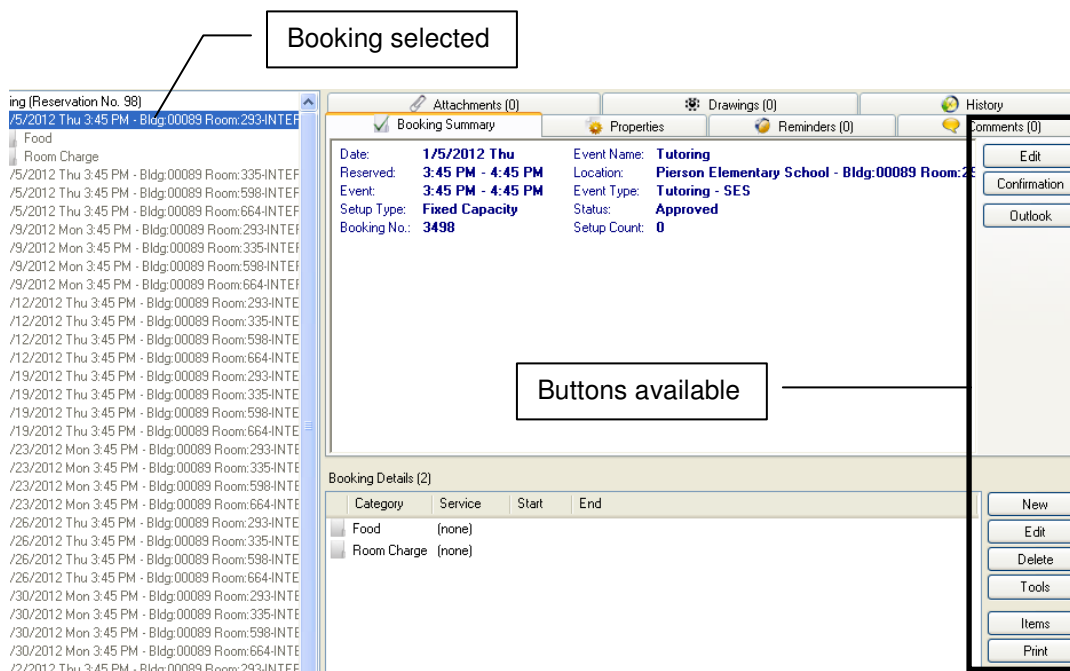 Booking selected
ing (Reservation No. 98)
/5/2012 Thu 3:45 PM - Bldg:00089 Room:293-INTEF
Food
Room Charge
/5/2012 Thu 3:45 PM - Bldg:00089 Room:335-INTEF
/5/2012 Thu 3:45 PM - Bldg:00089 Room:598-INTEF
/5/2012 Thu 3:45 PM - Bldg:00089 Room:664-INTEF
/9/2012 Mon 3:45 PM - Bldg:00089 Room:293-INTEF
/9/2012 Mon 3:45 PM - Bldg:00089 Room:335-INTEF
/9/2012 Mon 3:45 PM - Bldg:00089 Room:598-INTEF
/9/2012 Mon 3:45 PM - Bldg:00089 Room:664-INTEF
/12/2012 Thu 3:45 PM - Bldg:00089 Room:293-INTE
/12/2012 Thu 3:45 PM - Bldg:00089 Room:335-INTE
/12/2012 Thu 3:45 PM - Bldg:00089 Room:598-INTE
/12/2012 Thu 3:45 PM - Bldg:00089 Room:664-INTE
/19/2012 Thu 3:45 PM - Bldg:00089 Room:293-INTE
/19/2012 Thu 3:45 PM - Bldg:00089 Room:335-INTE
/19/2012 Thu 3:45 PM - Bldg:00089 Room:598-INTE
/19/2012 Thu 3:45 PM - Bldg:00089 Room:664-INTE
/23/2012 Mon 3:45 PM - Bldg:00089 Room:293-INTE
/23/2012 Mon 3:45 PM - Bldg:00089 Room:335-INTE
/23/2012 Mon 3:45 PM - Bldg:00089 Room:598-INTE
/23/2012 Mon 3:45 PM - Bldg:00089 Room:664-INTE
/26/2012 Thu 3:45 PM - Bldg:00089 Room:293-INTE
/26/2012 Thu 3:45 PM - Bldg:00089 Room:335-INTE
/26/2012 Thu 3:45 PM - Bldg:00089 Room:598-INTE
/26/2012 Thu 3:45 PM - Bldg:00089 Room:664-INTE
/30/2012 Mon 3:45 PM - Bldg:00089 Room:293-INTE
/30/2012 Mon 3:45 PM - Bldg:00089 Room:335-INTE
/30/2012 Mon 3:45 PM - Bldg:00089 Room:598-INTE
/30/2012 Mon 3:45 PM - Bldg:00089 Room:664-INTE
/2/2012 Thu 3:45 PM - Bldg:00089 Room:293-INTEF
Attachments (0) Drawings (0) History
Booking Summary Properties Reminders (0) Comments (0)
Date: 1/5/2012 Thu Event Name: Tutoring
Reserved: 3:45 PM - 4:45 PM Location: Pierson Elementary School - Bldg:00089 Room:29
Event: 3:45 PM - 4:45 PM Event Type: Tutoring - SES
Setup Type: Fixed Capacity Status: Approved
Booking No.: 3498 Setup Count: 0
Edit
Confirmation
Outlook
Buttons available
Booking Details (2)
Category Service Start End
Food (none)
Room Charge (none)
New
Edit
Delete
Tools
Items
Print